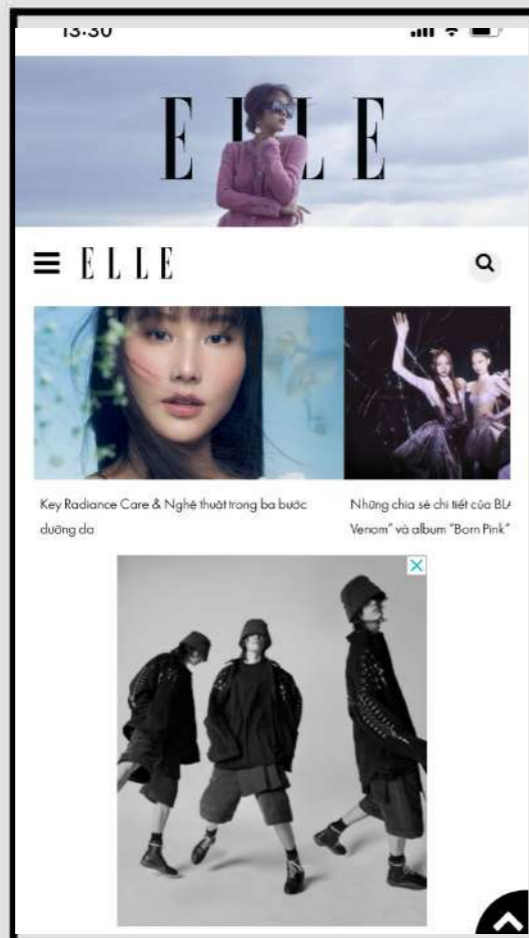 13:30
ELLE
ELLE
Key Radiance Care & Nghệ thuật trong ba bước
dưỡng da
Những chia sẻ chi tiết của BLA
Venom” và album “Born Pink”